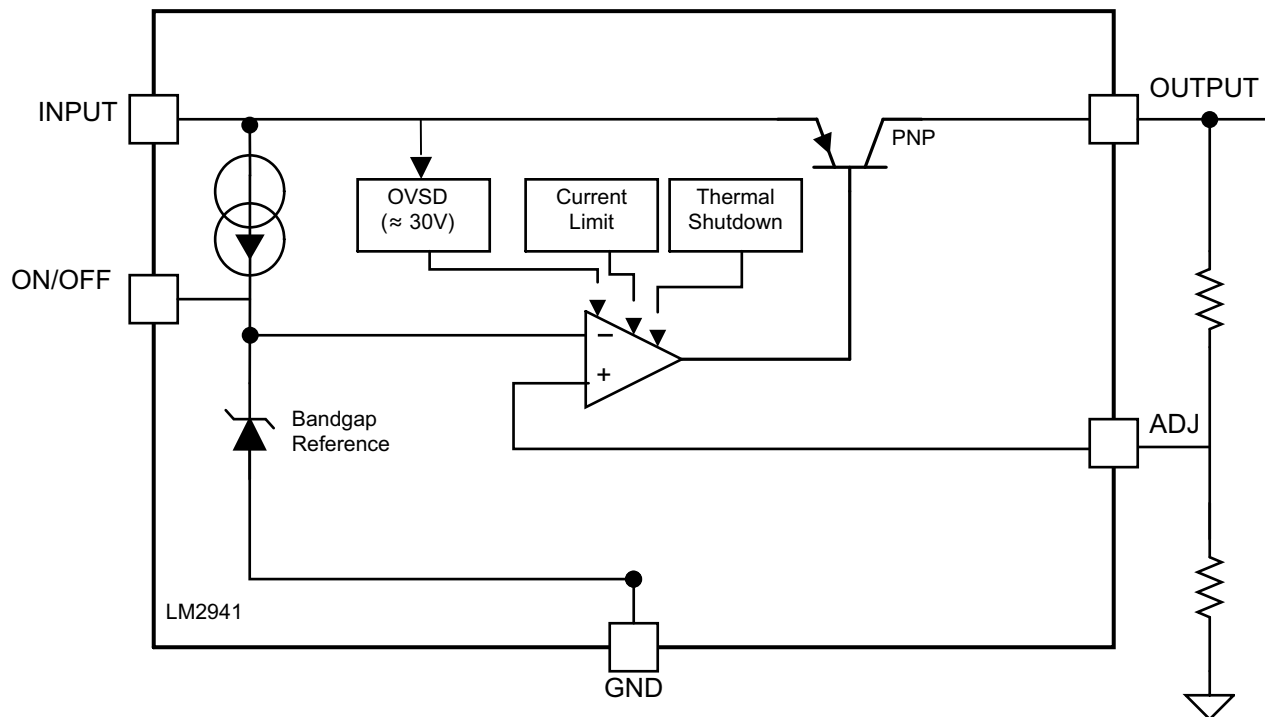 INPUT
OUTPUT
PNP
OVSD
(≈ 30V)
Current
Limit
Thermal
Shutdown
ON/OFF
−
+
Bandgap
Reference
ADJ
LM2941
GND